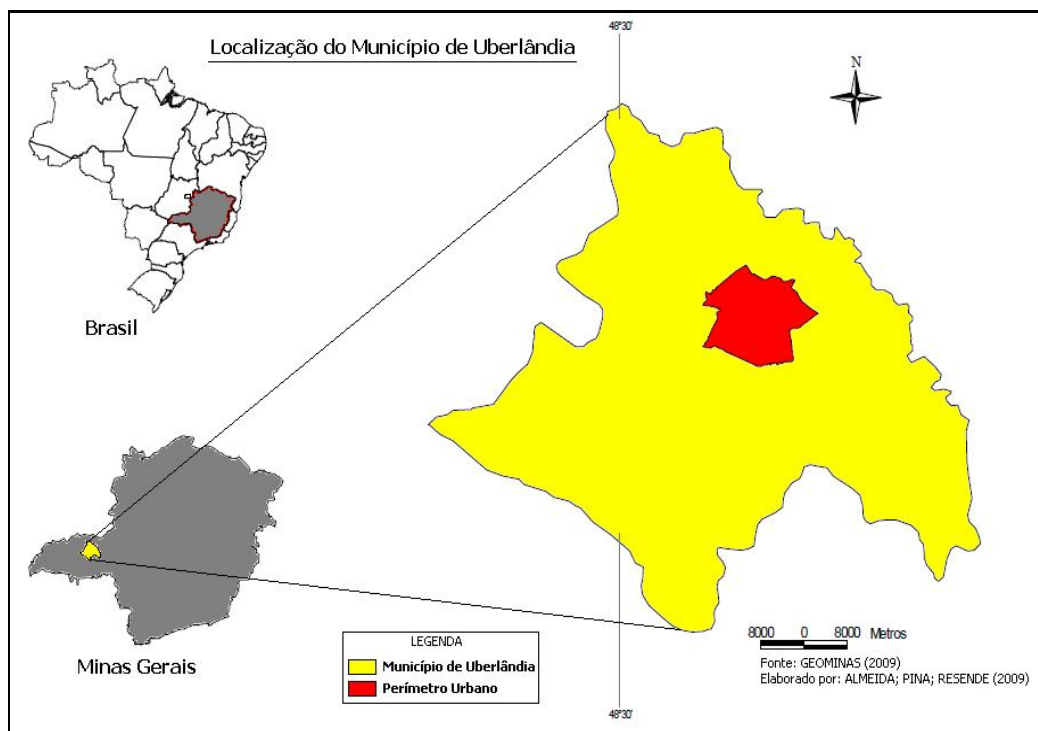 48°30'
Localização do Município de Uberlândia
N
Brasil
Minas Gerais
LEGENDA
Município de Uberlândia
Perímetro Urbano
8000 0 8000 Metros
Fonte: GEOMINAS (2009)
Elaborado por: ALMEIDA; PINA; RESENDE (2009)
48°30'